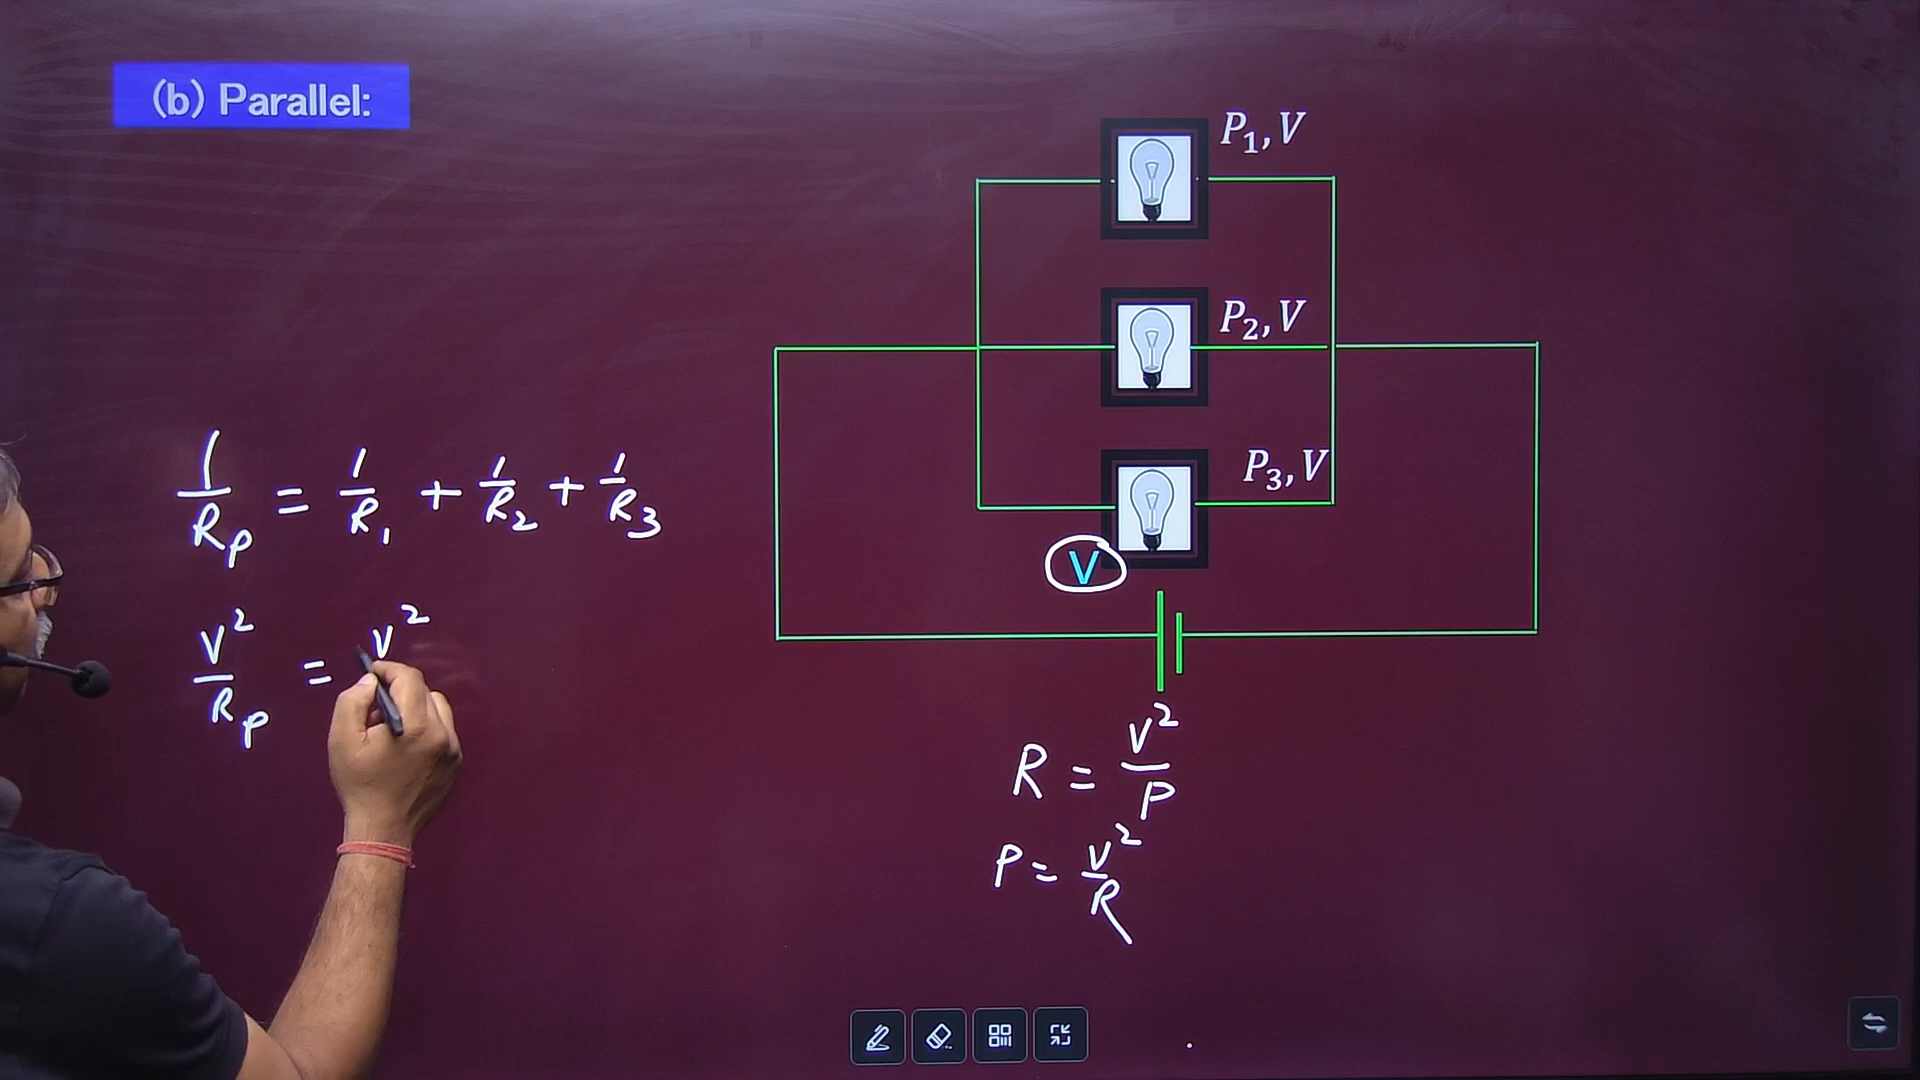 (b) Parallel:
P₁, V
P₂, V
P₃, V
V
1/Rₚ = 1/R₁ + 1/R₂ + 1/R₃
V²/Rₚ = V²
R = V²/P
P = V²/R